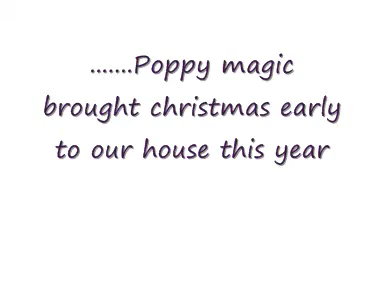 .......Poppy magic
brought christmas early
to our house this year